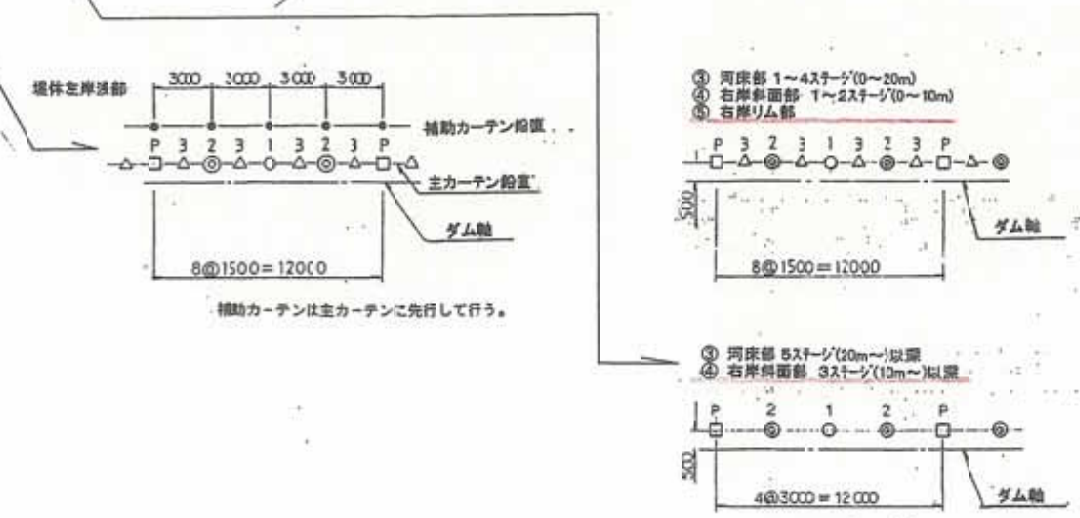 堤体左岸浅部
3000 3000 3000 3000
補助カーテン鉛直
P 3 2 3 1 3 2 3 P
主カーテン鉛直
ダム軸
8@1500=12000
補助カーテンは主カーテンに先行して行う。
③ 河床部 1~4ステージ(0~20m)
④ 右岸斜面部 1~2ステージ(0~10m)
⑤ 右岸リム部
P 3 2 3 1 3 2 3 P
500
ダム軸
8@1500=12000
③ 河床部 5ステージ(20m~)以深
④ 右岸斜面部 3ステージ(10m~)以深
P 2 1 2 P
500
ダム軸
4@3000=12000